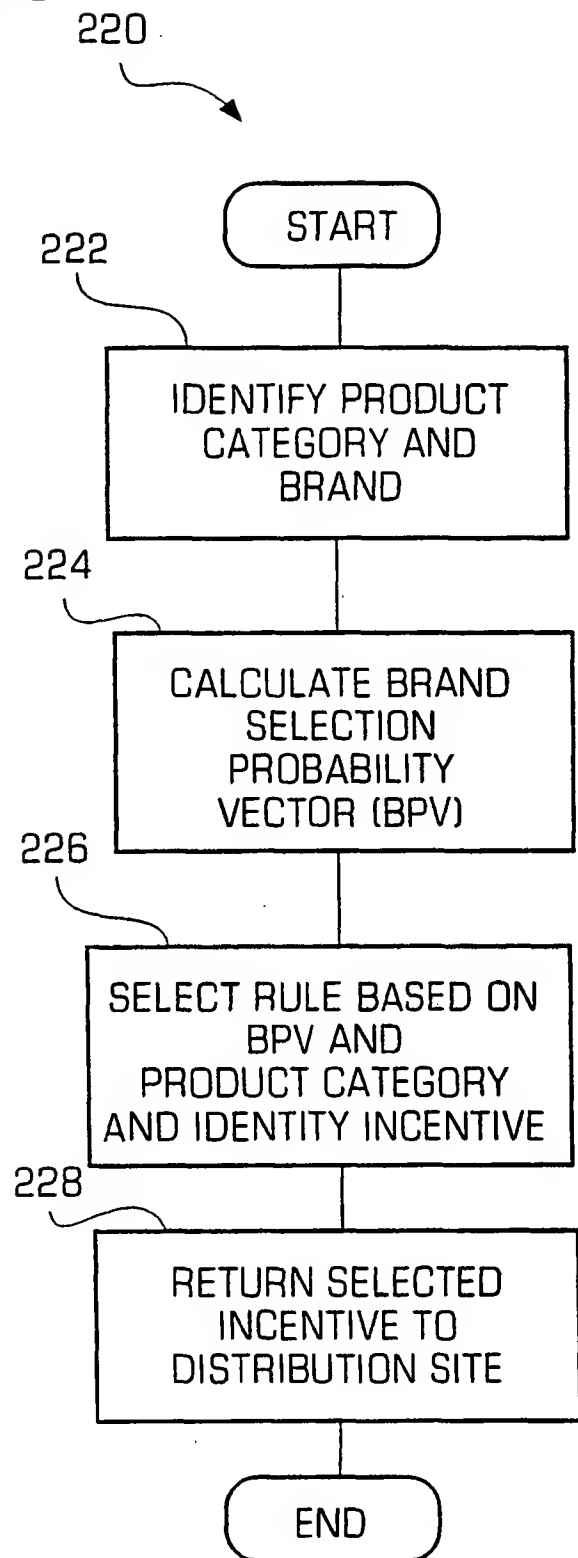 220
START
222
IDENTIFY PRODUCT
CATEGORY AND
BRAND
224
CALCULATE BRAND
SELECTION
PROBABILITY
VECTOR (BPV)
226
SELECT RULE BASED ON
BPV AND
PRODUCT CATEGORY
AND IDENTITY INCENTIVE
228
RETURN SELECTED
INCENTIVE TO
DISTRIBUTION SITE
END